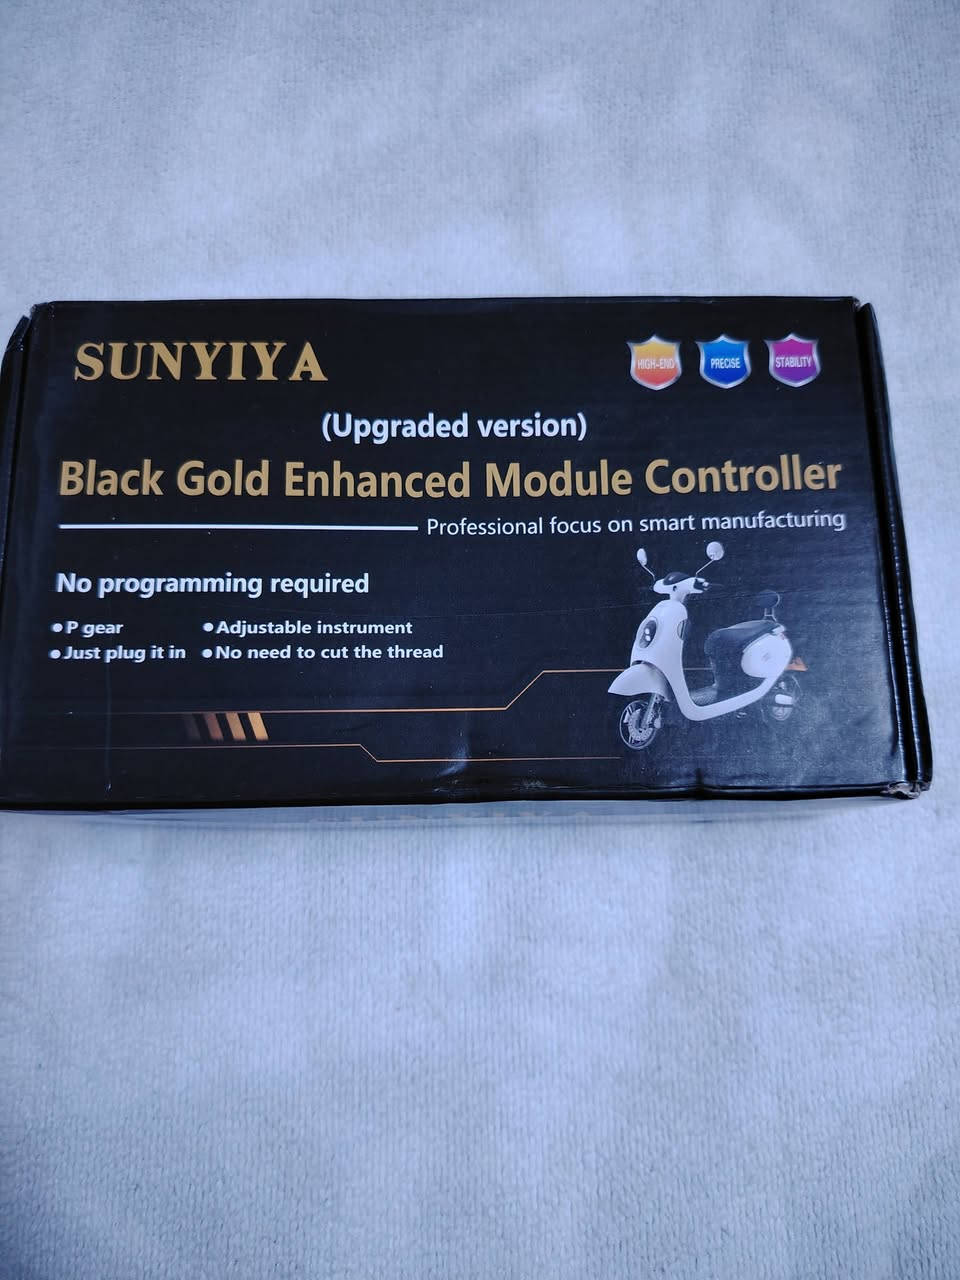 SUNYIYA
HIGH-END PRECISE STABILITY
(Upgraded version)
Black Gold Enhanced Module Controller
Professional focus on smart manufacturing
No programming required
●P gear ●Adjustable instrument
●Just plug it in ●No need to cut the thread